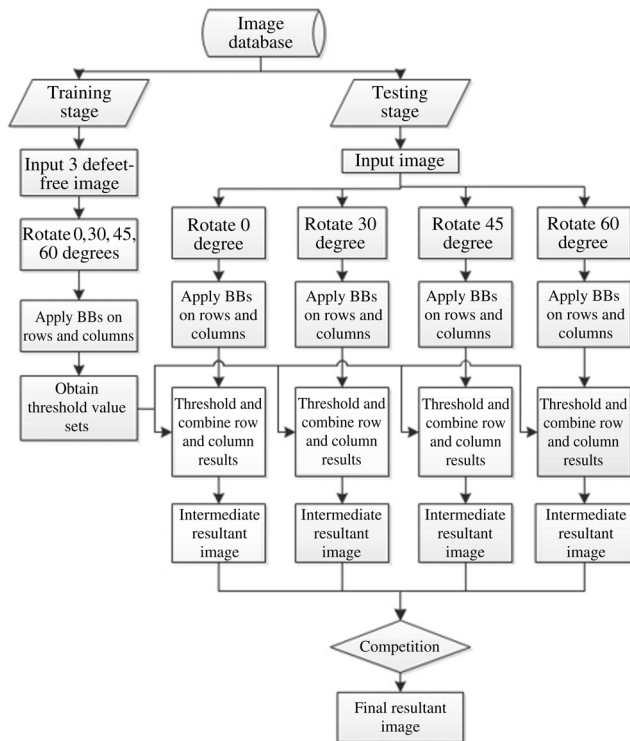 Image
database
Training
stage
Testing
stage
Input 3 defeet-
free image
Input image
Rotate 0,30, 45,
60 degrees
Rotate 0
degree
Rotate 30
degree
Rotate 45
degree
Rotate 60
degree
Apply BBs on
rows and columns
Apply BBs
on rows and
columns
Apply BBs
on rows and
columns
Apply BBs
on rows and
columns
Apply BBs
on rows and
columns
Obtain
threshold value
sets
Threshold and
combine row
and column
results
Threshold and
combine row
and column
results
Threshold and
combine row
and column
results
Threshold and
combine row
and column
results
Intermediate
resultant
image
Intermediate
resultant
image
Intermediate
resultant
image
Intermediate
resultant
image
Competition
Final resultant
image